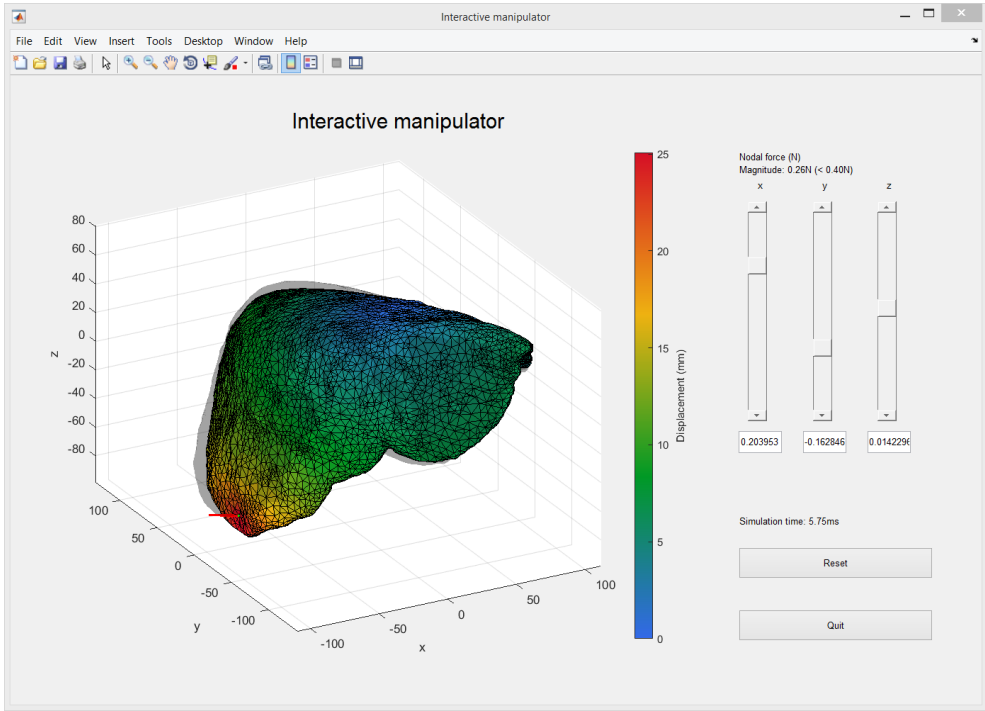 Interactive manipulator
File Edit View Insert Tools Desktop Window Help
Interactive manipulator
80
60
40
20
0
-20
-40
-60
-80
z
100
50
0
-50
-100
y
-100
-50
0
50
100
x
25
20
15
10
5
0
Displacement (mm)
Nodal force (N)
Magnitude: 0.26N (< 0.40N)
x y z
0.203953 -0.162846 0.0142296
Simulation time: 5.75ms
Reset
Quit